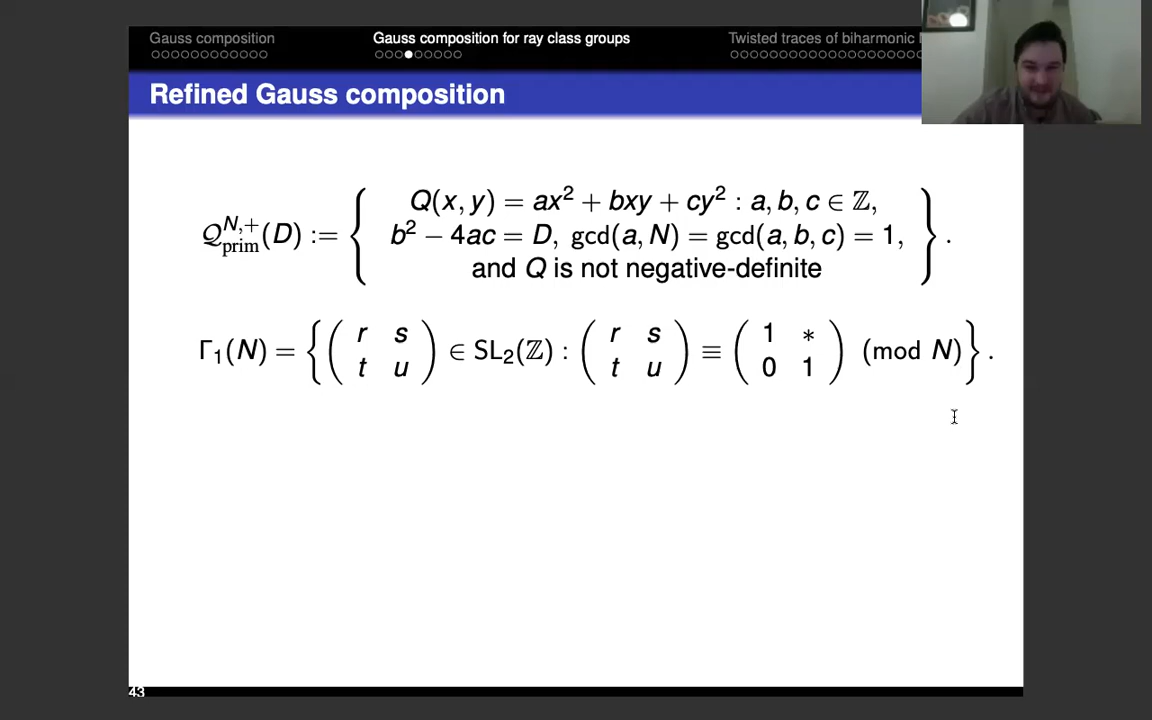 Gauss composition
Gauss composition for ray class groups
Twisted traces of biharmonic
Refined Gauss composition
Q(x, y) = ax² + bxy + cy² : a, b, c ∈ ℤ,
𝒬^{N,+}_{prim}(D) := { b² − 4ac = D, gcd(a, N) = gcd(a, b, c) = 1, } .
and Q is not negative-definite
Γ₁(N) = { ( r s ; t u ) ∈ SL₂(ℤ) : ( r s ; t u ) ≡ ( 1 * ; 0 1 ) (mod N) } .
43